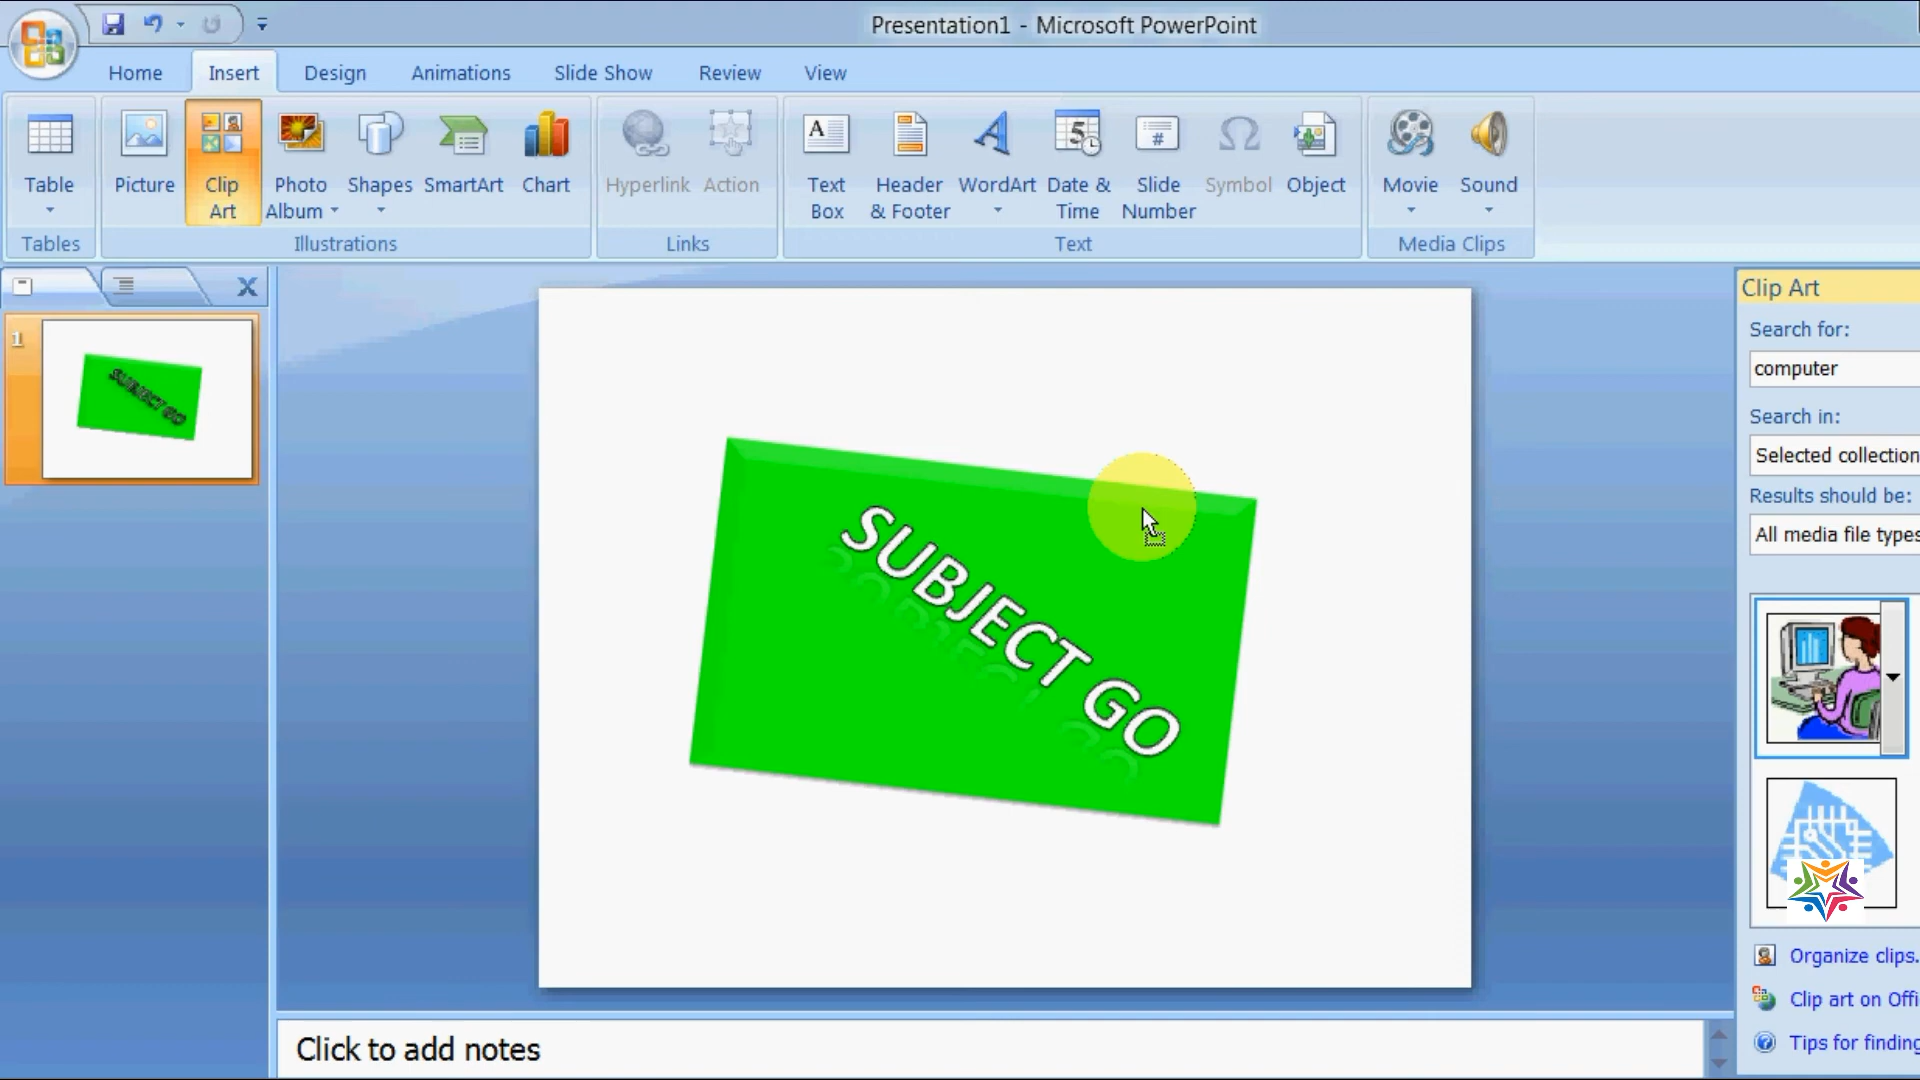 Presentation1 - Microsoft PowerPoint
Home Insert Design Animations Slide Show Review View
Table Picture Clip Art Photo Album Shapes SmartArt Chart Hyperlink Action Text Box Header & Footer WordArt Date & Time Slide Number Symbol Object Movie Sound
Tables Illustrations Links Text Media Clips
1
SUBJECT GO
SUBJECT GO
Clip Art
Search for:
computer
Search in:
Selected collection
Results should be:
All media file types
Organize clips.
Clip art on Offi
Tips for finding
Click to add notes